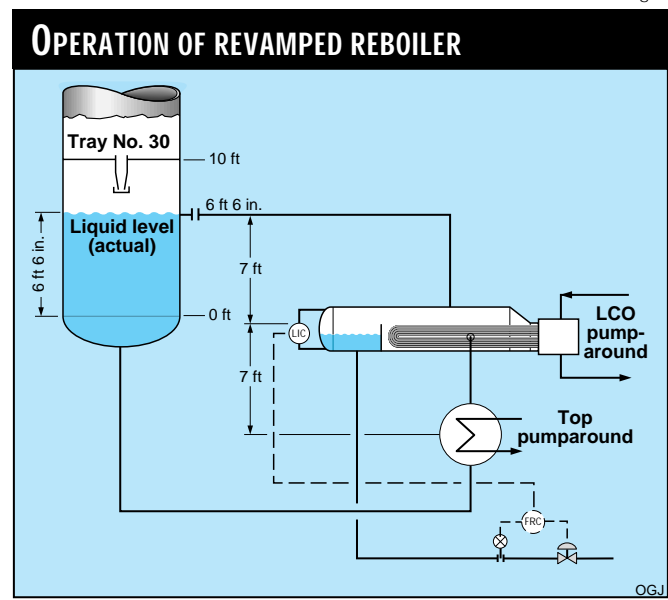 OPERATION OF REVAMPED REBOILER
Tray No. 30
10 ft
6 ft 6 in.
Liquid level
(actual)
6 ft 6 in.
7 ft
0 ft
LIC
LCO
pump-
around
7 ft
Top
pumparound
FRC
OGJ